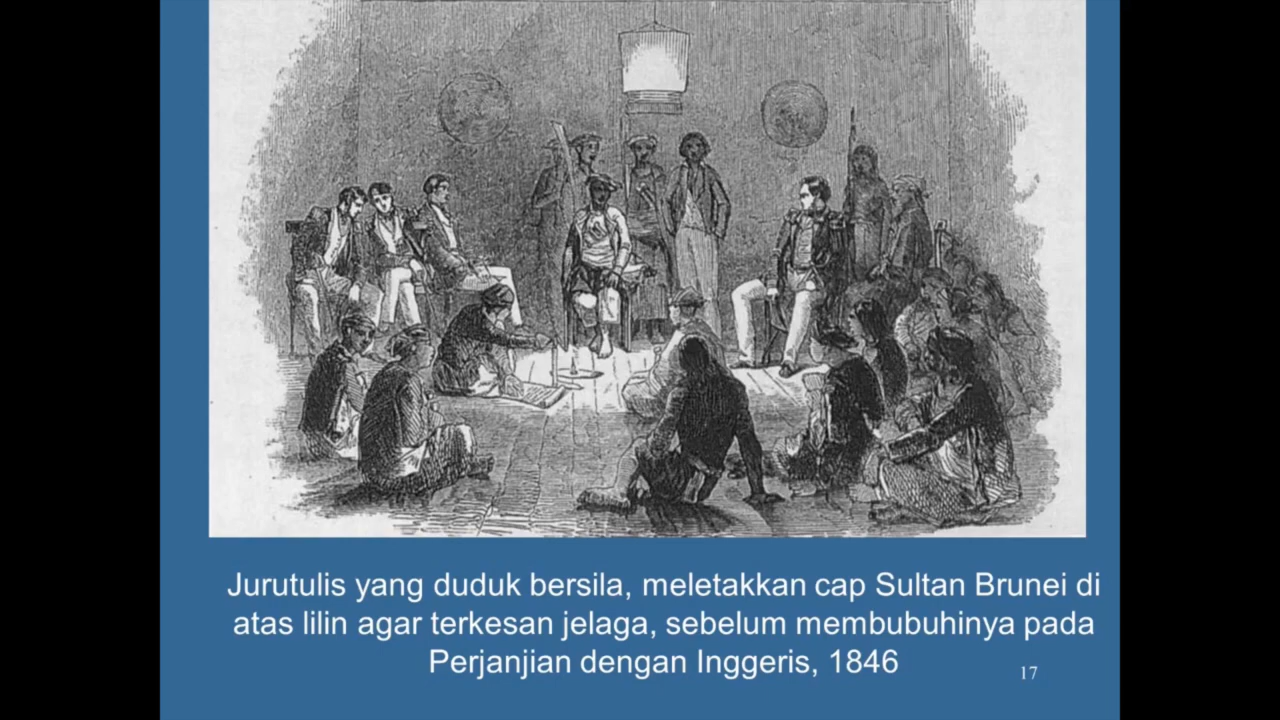 Jurutulis yang duduk bersila, meletakkan cap Sultan Brunei di
atas lilin agar terkesan jelaga, sebelum membubuhinya pada
Perjanjian dengan Inggeris, 1846
17